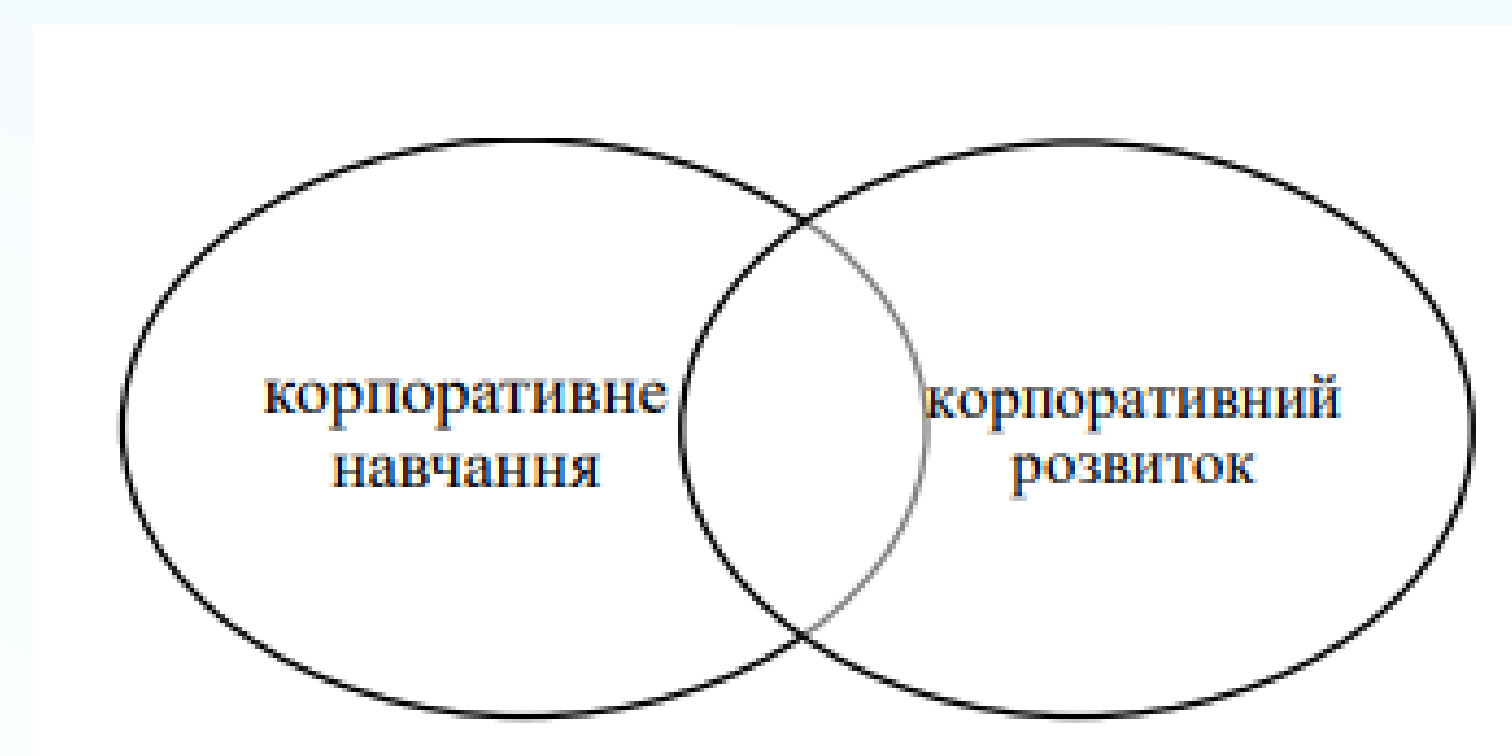 корпоративне
навчання
корпоративний
розвиток